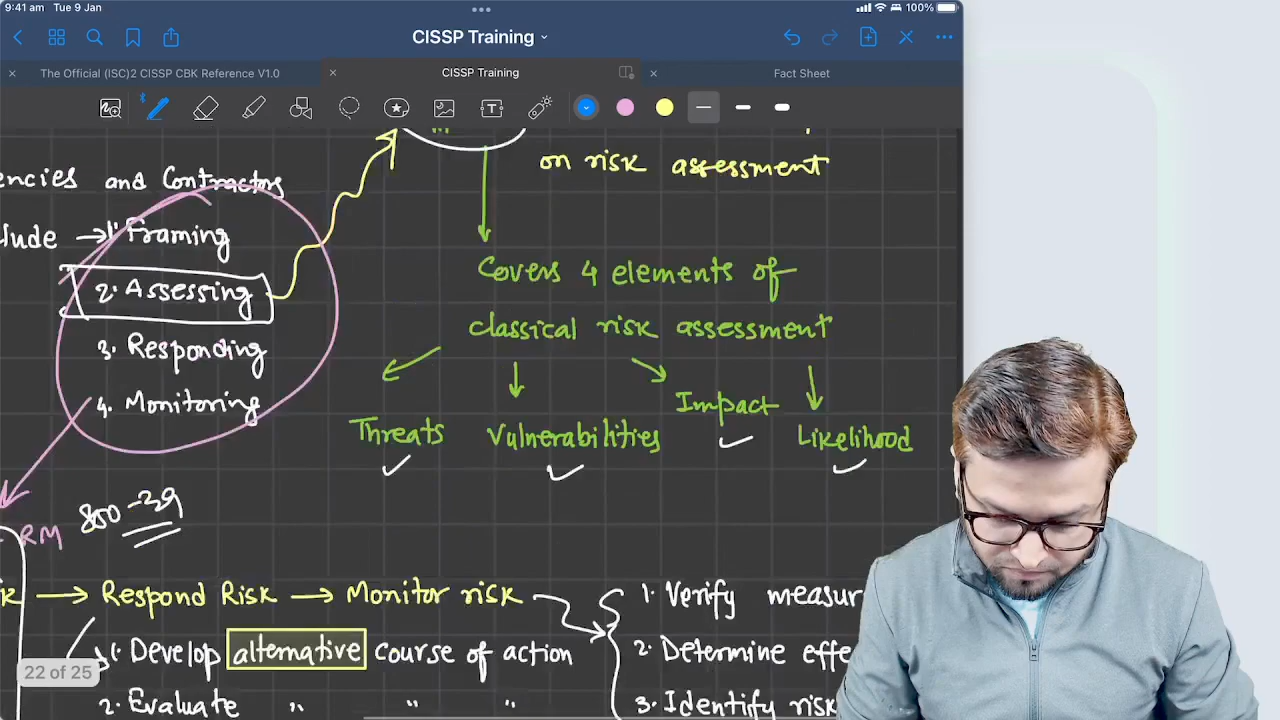 9:41 am Tue 9 Jan
100%
CISSP Training
The Official (ISC)2 CISSP CBK Reference V1.0
CISSP Training
Fact Sheet
on risk assessment
encies and Contractors
lude → 1. Framing
2. Assessing
3. Responding
4. Monitoring
Covers 4 elements of
classical risk assessment
Threats
Vulnerabilities
Impact
Likelihood
RM 800-39
k → Respond Risk → Monitor risk
1. Develop alternative course of action
2. Evaluate " " "
1. Verify measur
2. Determine effe
3. Identify risk
22 of 25